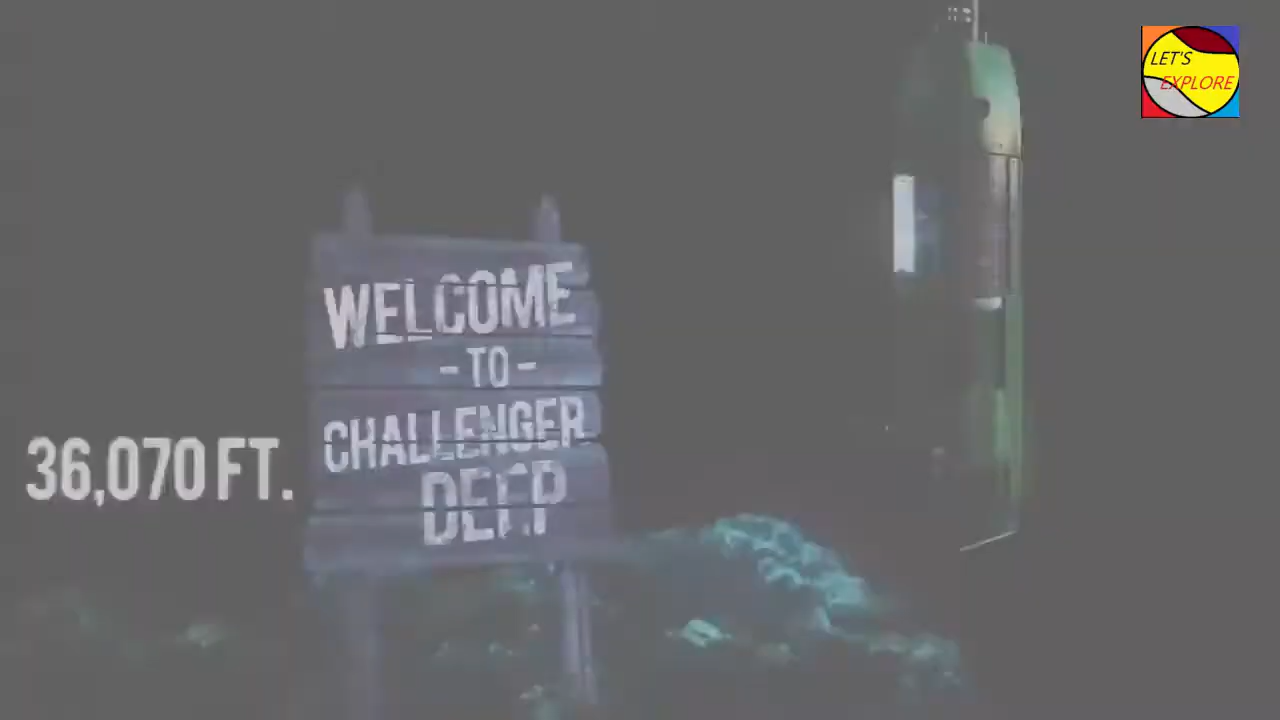 LET'S
EXPLORE
WELCOME
-TO-
CHALLENGER
DEEP
36,070 FT.